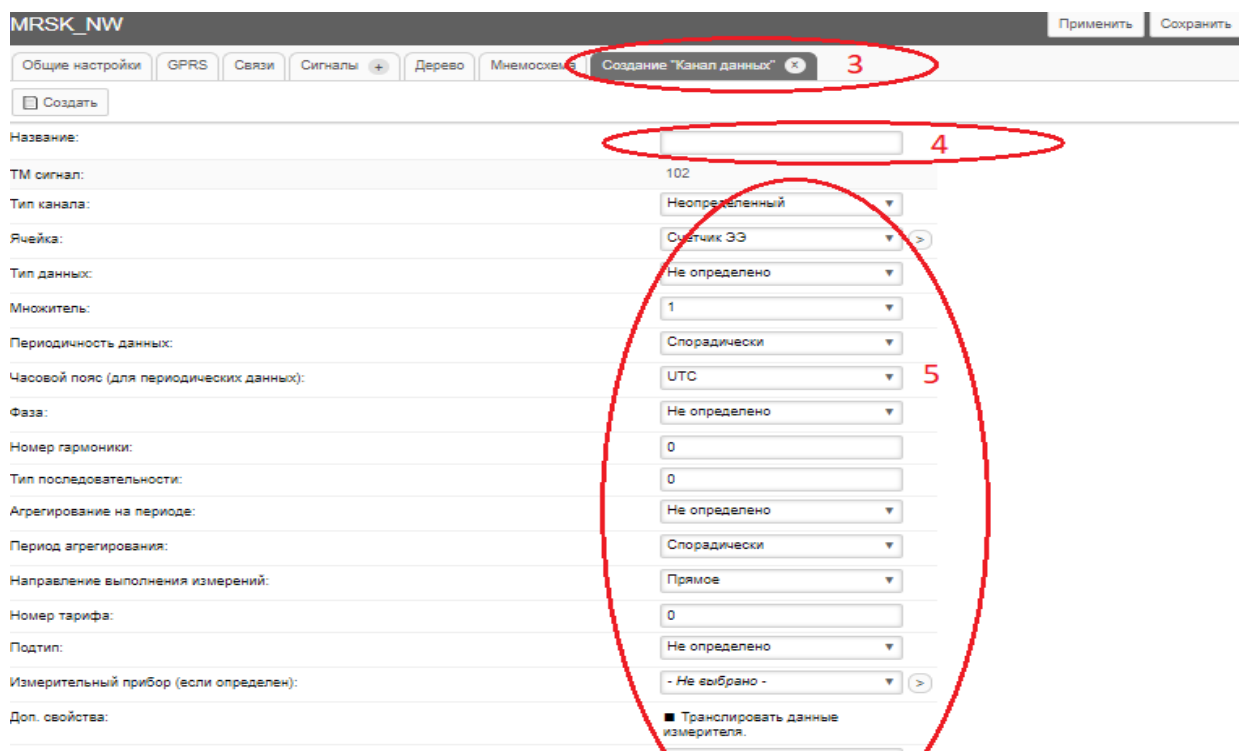 MRSK_NW
Применить Сохранить
Общие настройки GPRS Связи Сигналы + Дерево Мнемосхема Создание "Канал данных" x 3
Создать
Название: 4
ТМ сигнал: 102
Тип канала: Неопределенный
Ячейка: Счетчик ЭЭ >
Тип данных: Не определено
Множитель: 1
Периодичность данных: Спорадически
Часовой пояс (для периодических данных): UTC 5
Фаза: Не определено
Номер гармоники: 0
Тип последовательности: 0
Агрегирование на периоде: Не определено
Период агрегирования: Спорадически
Направление выполнения измерений: Прямое
Номер тарифа: 0
Подтип: Не определено
Измерительный прибор (если определен): - Не выбрано - >
Доп. свойства: Транслировать данные
измерителя.